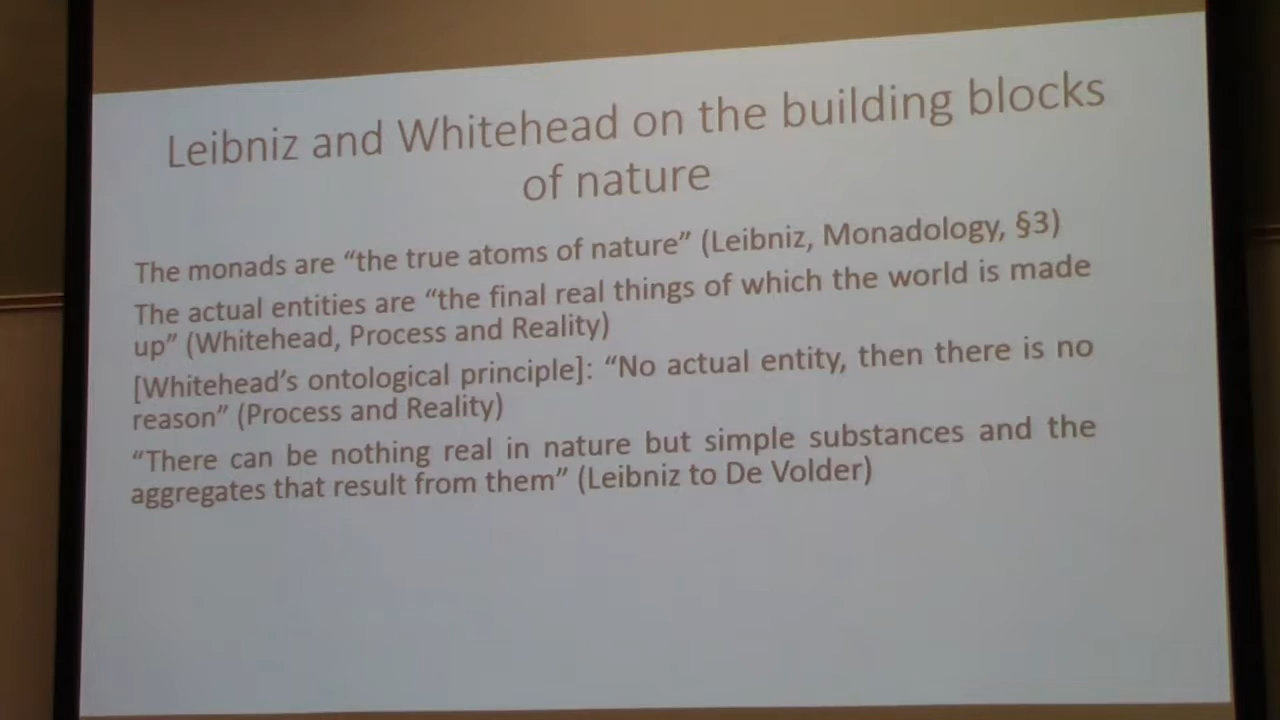 Leibniz and Whitehead on the building blocks
of nature
The monads are “the true atoms of nature” (Leibniz, Monadology, §3)
The actual entities are “the final real things of which the world is made
up” (Whitehead, Process and Reality)
[Whitehead’s ontological principle]: “No actual entity, then there is no
reason” (Process and Reality)
“There can be nothing real in nature but simple substances and the
aggregates that result from them” (Leibniz to De Volder)